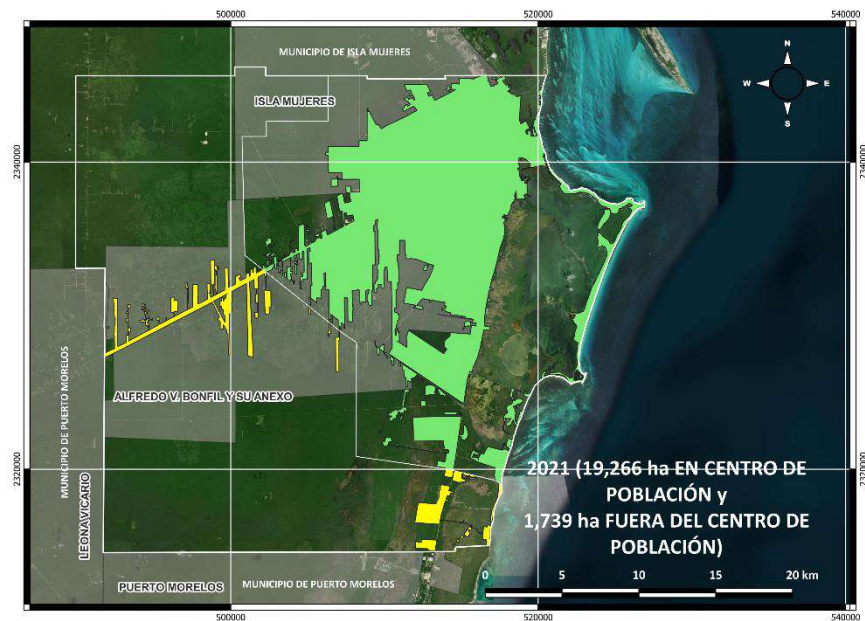 500000
520000
540000
MUNICIPIO DE ISLA MUJERES
N
W
E
S
ISLA MUJERES
2340000
2340000
ALFREDO V. BONFIL Y SU ANEXO
MUNICIPIO DE PUERTO MORELOS
LEONA VICARIO
2320000
2320000
2021 (19,266 ha EN CENTRO DE
POBLACIÓN y
1,739 ha FUERA DEL CENTRO DE
POBLACIÓN)
0
5
10
15
20 km
PUERTO MORELOS
MUNICIPIO DE PUERTO MORELOS
500000
520000
540000